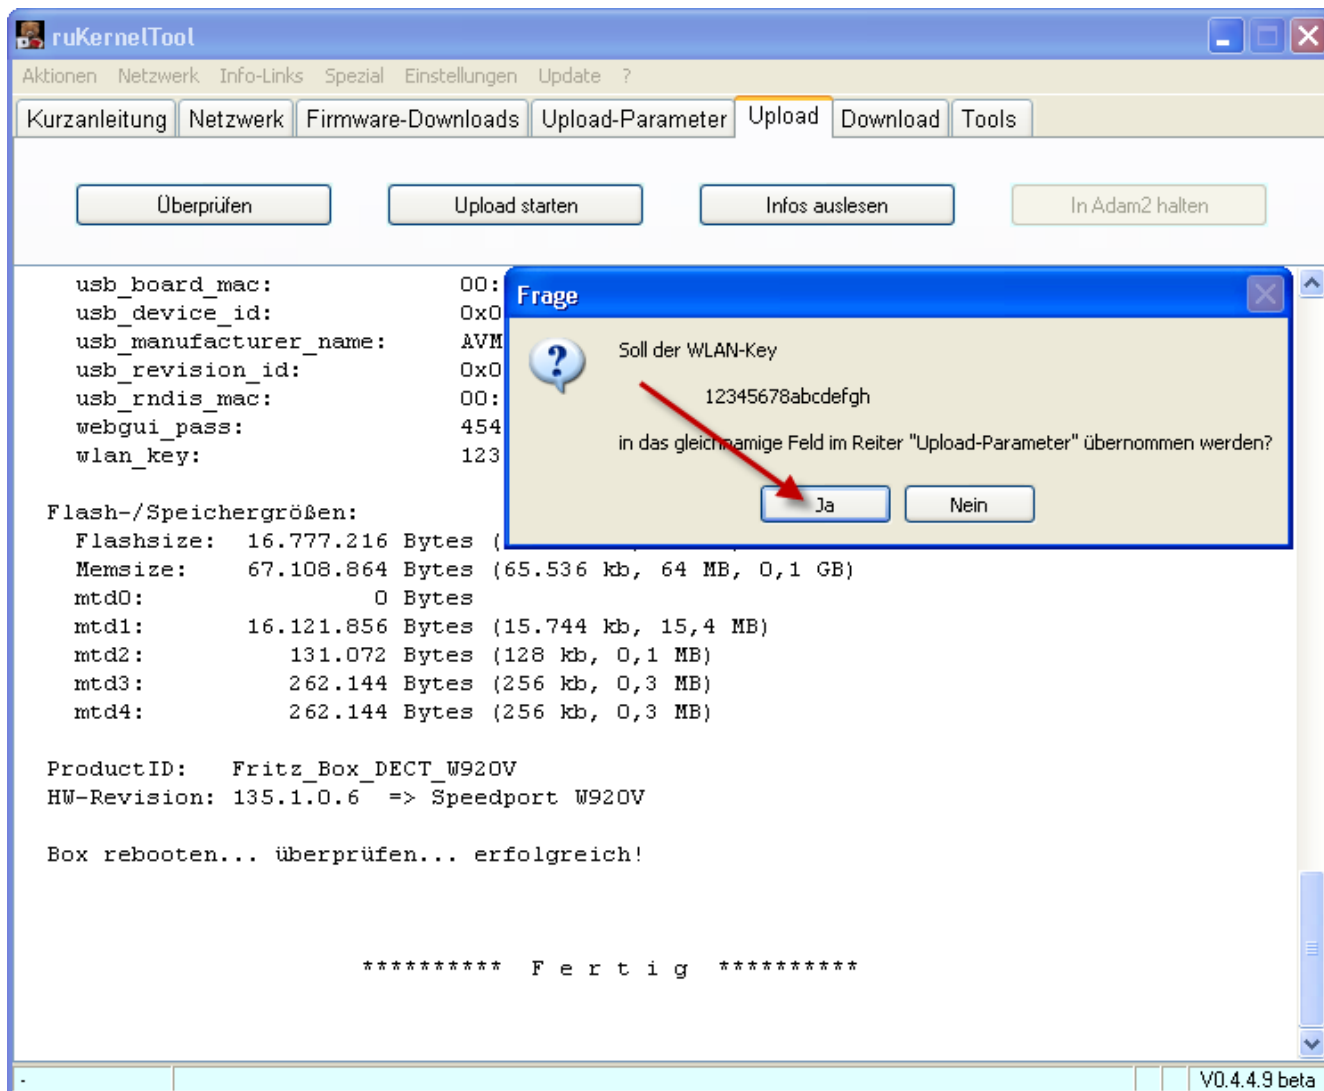 ruKernelTool
Aktionen Netzwerk Info-Links Spezial Einstellungen Update ?
Kurzanleitung Netzwerk Firmware-Downloads Upload-Parameter Upload Download Tools
Überprüfen Upload starten Infos auslesen In Adam2 halten
usb_board_mac: 00:
usb_device_id: 0x0
usb_manufacturer_name: AVM
usb_revision_id: 0x0
usb_rndis_mac: 00:
webgui_pass: 454
wlan_key: 123
Frage
Soll der WLAN-Key
12345678abcdefgh
in das gleichnamige Feld im Reiter "Upload-Parameter" übernommen werden?
Ja Nein
Flash-/Speichergrößen:
Flashsize: 16.777.216 Bytes (
Memsize: 67.108.864 Bytes (65.536 kb, 64 MB, 0,1 GB)
mtd0: 0 Bytes
mtd1: 16.121.856 Bytes (15.744 kb, 15,4 MB)
mtd2: 131.072 Bytes (128 kb, 0,1 MB)
mtd3: 262.144 Bytes (256 kb, 0,3 MB)
mtd4: 262.144 Bytes (256 kb, 0,3 MB)
ProductID: Fritz_Box_DECT_W920V
HW-Revision: 135.1.0.6 => Speedport W920V
Box rebooten... überprüfen... erfolgreich!
********** F e r t i g **********
- V0.4.4.9 beta